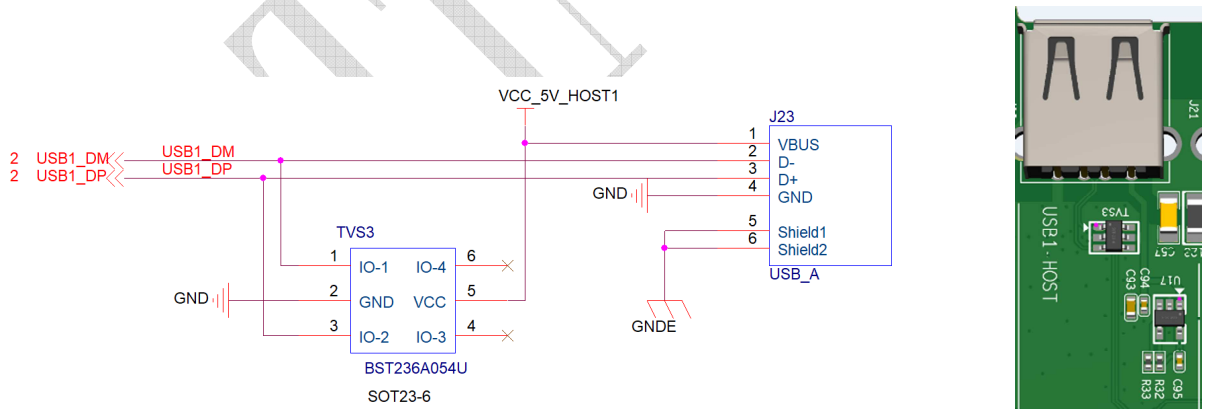 VCC_5V_HOST1
J23
2 USB1_DM
USB1_DM
2 USB1_DP
USB1_DP
1 VBUS
2 D-
3 D+
4 GND
GND
5 Shield1
6 Shield2
USB_A
GNDE
TVS3
1 IO-1
IO-4 6
GND
2 GND
VCC 5
3 IO-2
IO-3 4
BST236A054U
SOT23-6
J21
USB1·HOST
TVS3
C57
C93
C94
U17
R33
R32
C95